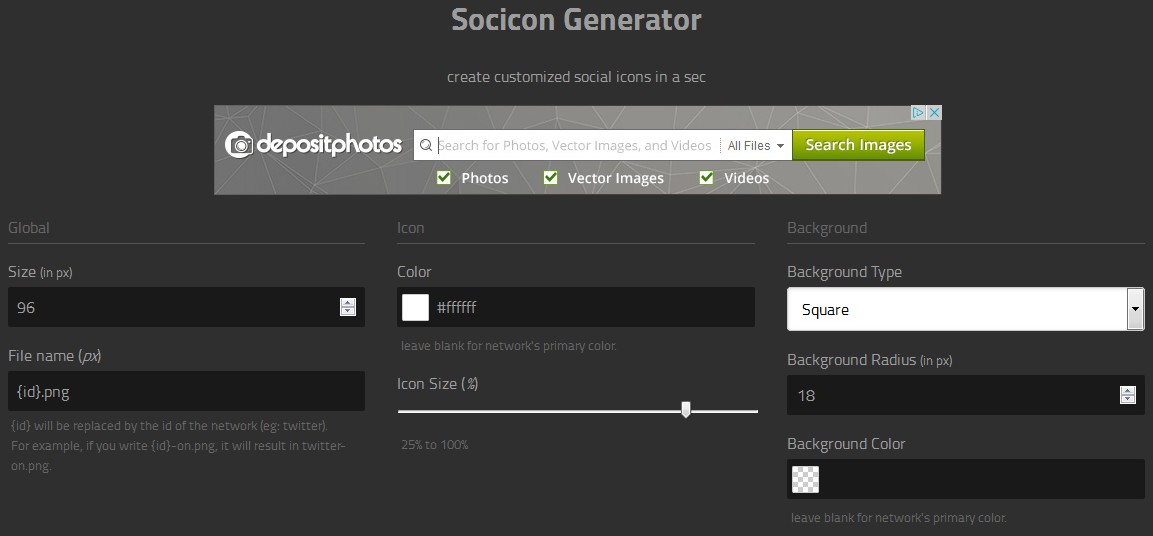 Socicon Generator
create customized social icons in a sec
depositphotos
Search for Photos, Vector Images, and Videos
All Files
Search Images
Photos
Vector Images
Videos
Global
Size (in px)
96
File name (px)
{id}.png
{id} will be replaced by the id of the network (eg: twitter).
For example, if you write {id}-on.png, it will result in twitter-
on.png.
Icon
Color
#ffffff
leave blank for network's primary color.
Icon Size (%)
25% to 100%
Background
Background Type
Square
Background Radius (in px)
18
Background Color
leave blank for network's primary color.